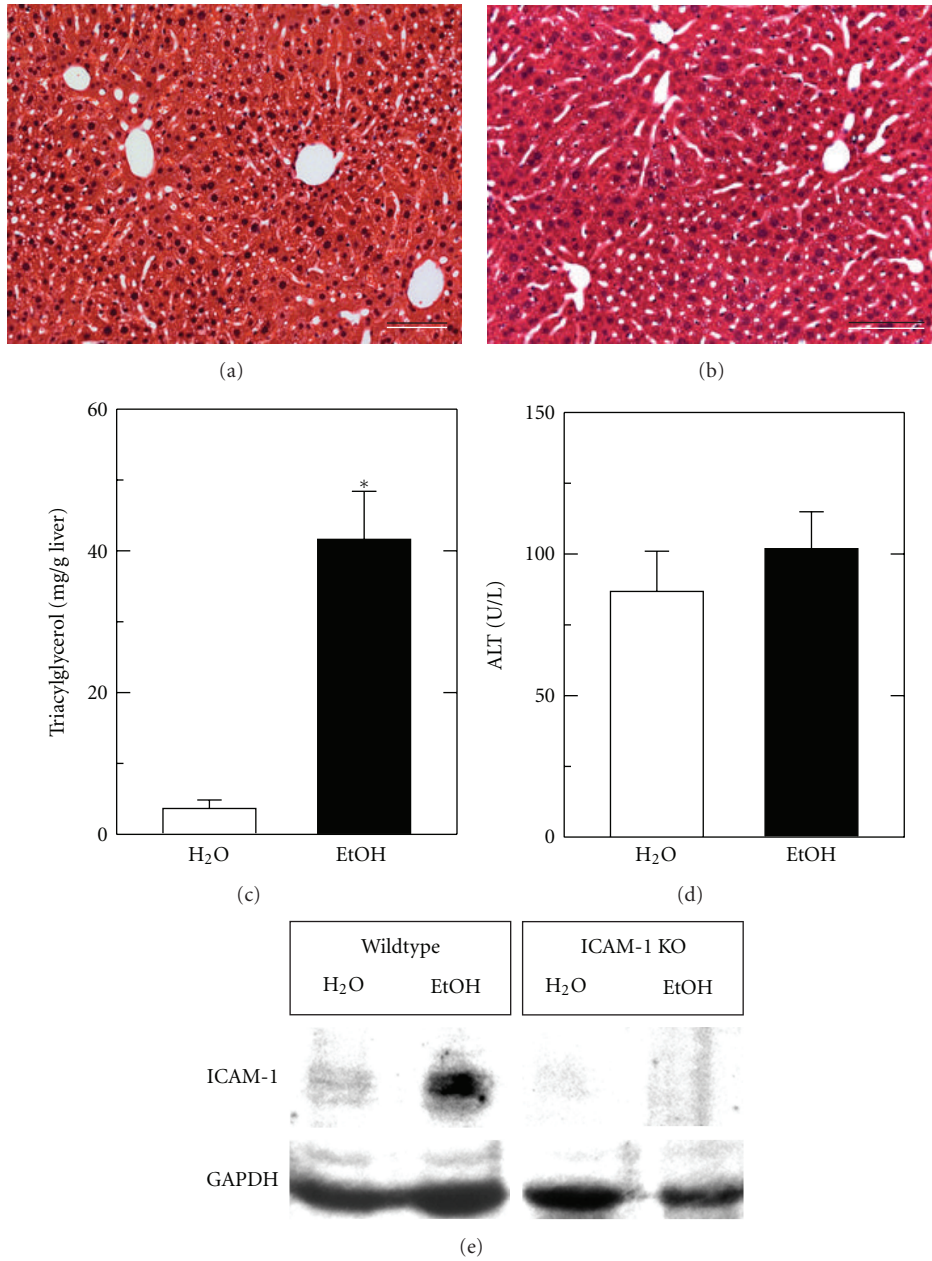 (a)
(b)
60
40
20
0
Triacylglycerol (mg/g liver)
*
H₂O EtOH
(c)
150
100
50
0
ALT (U/L)
H₂O EtOH
(d)
Wildtype
H₂O EtOH
ICAM-1 KO
H₂O EtOH
ICAM-1
GAPDH
(e)